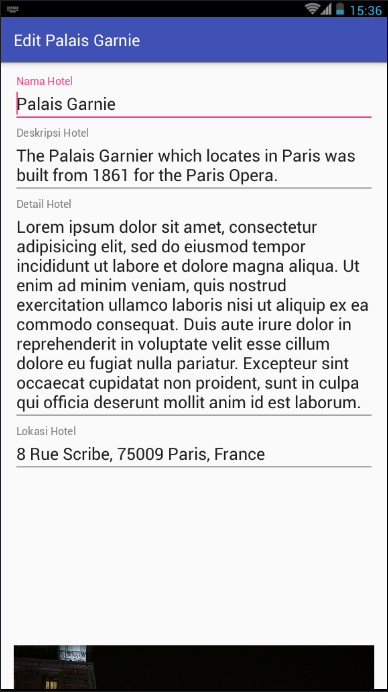 15:36
Edit Palais Garnie
Nama Hotel
Palais Garnie
Deskripsi Hotel
The Palais Garnier which locates in Paris was
built from 1861 for the Paris Opera.
Detail Hotel
Lorem ipsum dolor sit amet, consectetur
adipisicing elit, sed do eiusmod tempor
incididunt ut labore et dolore magna aliqua. Ut
enim ad minim veniam, quis nostrud
exercitation ullamco laboris nisi ut aliquip ex ea
commodo consequat. Duis aute irure dolor in
reprehenderit in voluptate velit esse cillum
dolore eu fugiat nulla pariatur. Excepteur sint
occaecat cupidatat non proident, sunt in culpa
qui officia deserunt mollit anim id est laborum.
Lokasi Hotel
8 Rue Scribe, 75009 Paris, France